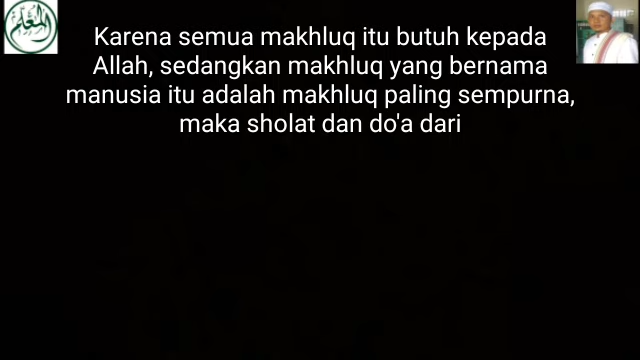 المعلم
Karena semua makhluq itu butuh kepada
Allah, sedangkan makhluq yang bernama
manusia itu adalah makhluq paling sempurna,
maka sholat dan do'a dari